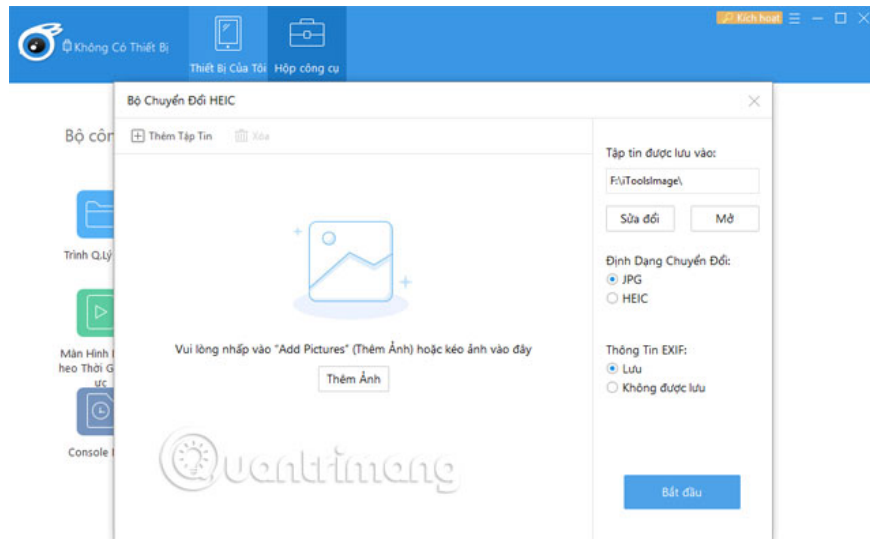 Kích hoạt
Không Có Thiết Bị
Thiết Bị Của Tôi
Hộp công cụ
Bộ Chuyển Đổi HEIC
Bộ côn
Thêm Tập Tin
Xóa
Tập tin được lưu vào:
F:\iToolsImage\
Sửa đổi
Mở
Trình Q.Lý
Định Dạng Chuyển Đổi:
JPG
HEIC
Màn Hình
heo Thời G
ực
Vui lòng nhấp vào "Add Pictures" (Thêm Ảnh) hoặc kéo ảnh vào đây
Thêm Ảnh
Thông Tin EXIF:
Lưu
Không được lưu
Console
Quantrimang
Bắt đầu